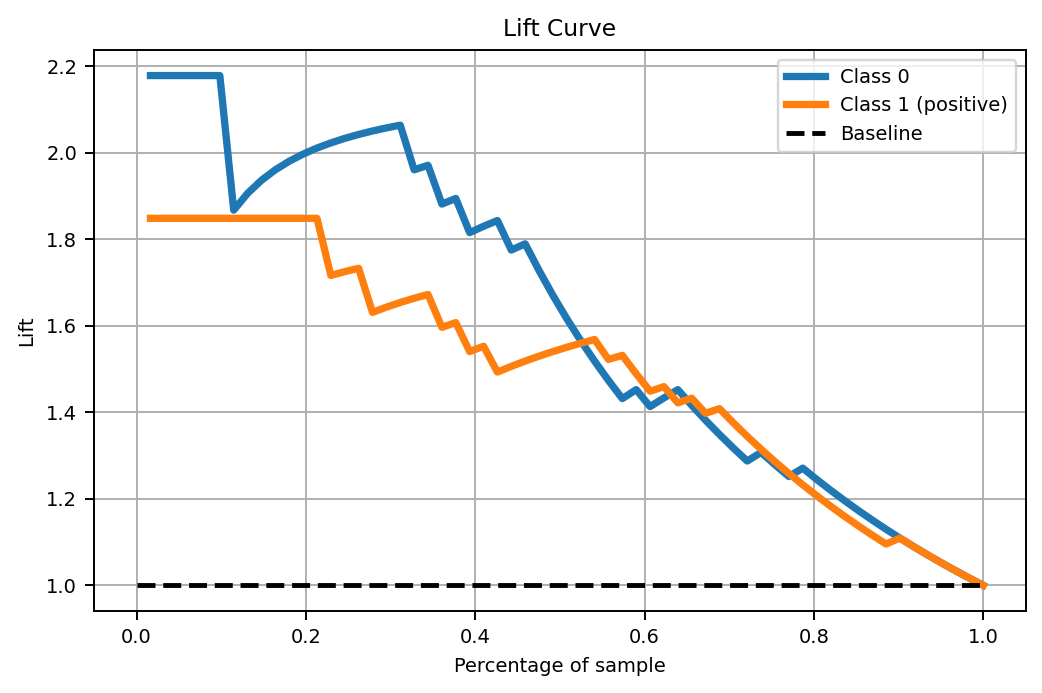 Lift Curve
2.2
2.0
1.8
1.6
1.4
1.2
1.0
Lift
Class 0
Class 1 (positive)
Baseline
0.0 0.2 0.4 0.6 0.8 1.0
Percentage of sample